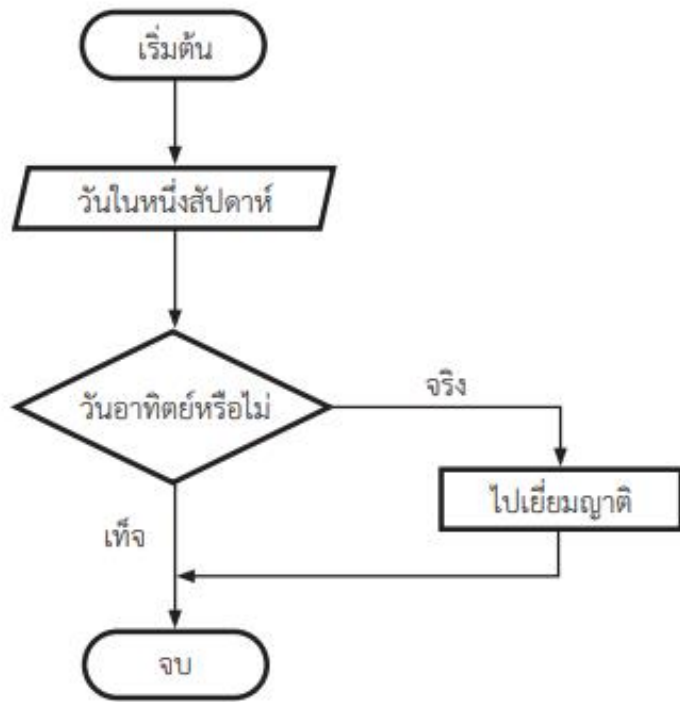 เริ่มต้น
วันในหนึ่งสัปดาห์
วันอาทิตย์หรือไม่
จริง
ไปเยี่ยมญาติ
เท็จ
จบ